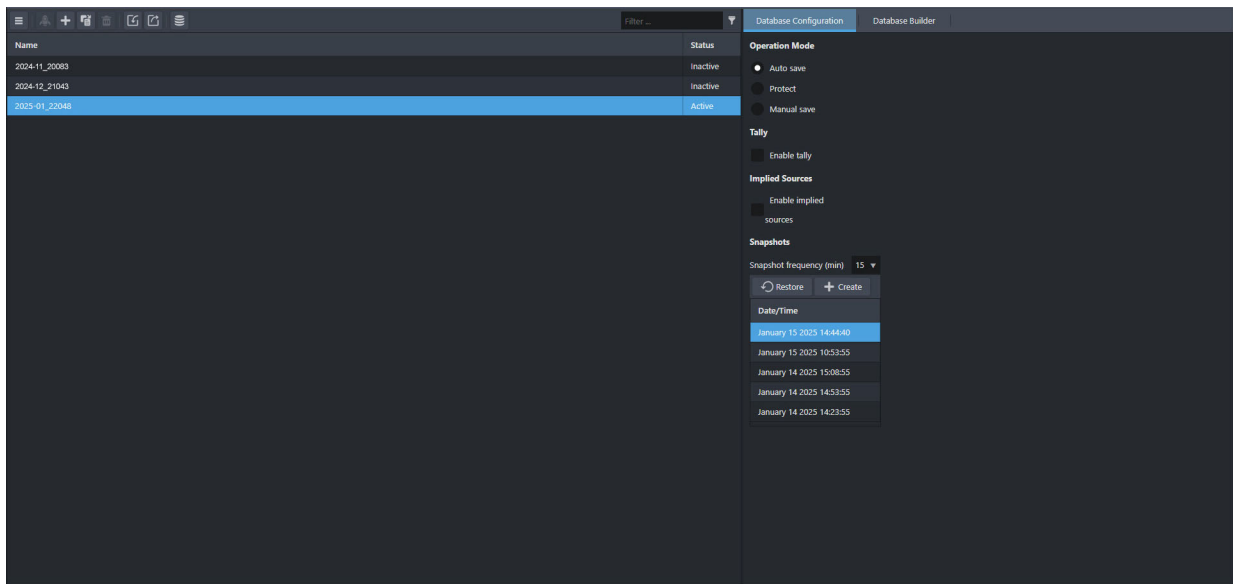 Filter ...
Database Configuration
Database Builder
Name
Status
2024-11_20083
Inactive
2024-12_21043
Inactive
2025-01_22048
Active
Operation Mode
Auto save
Protect
Manual save
Tally
Enable tally
Implied Sources
Enable implied
sources
Snapshots
Snapshot frequency (min) 15
Restore
Create
Date/Time
January 15 2025 14:44:40
January 15 2025 10:53:55
January 14 2025 15:08:55
January 14 2025 14:53:55
January 14 2025 14:23:55